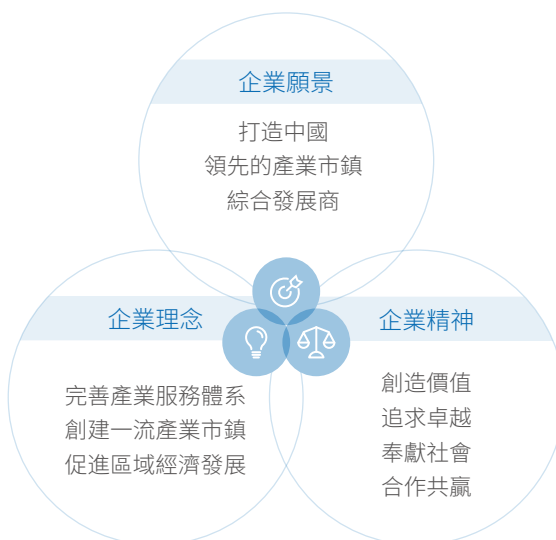 企業願景
打造中國
領先的產業市鎮
綜合發展商
企業理念
完善產業服務體系
創建一流產業市鎮
促進區域經濟發展
企業精神
創造價值
追求卓越
奉獻社會
合作共贏